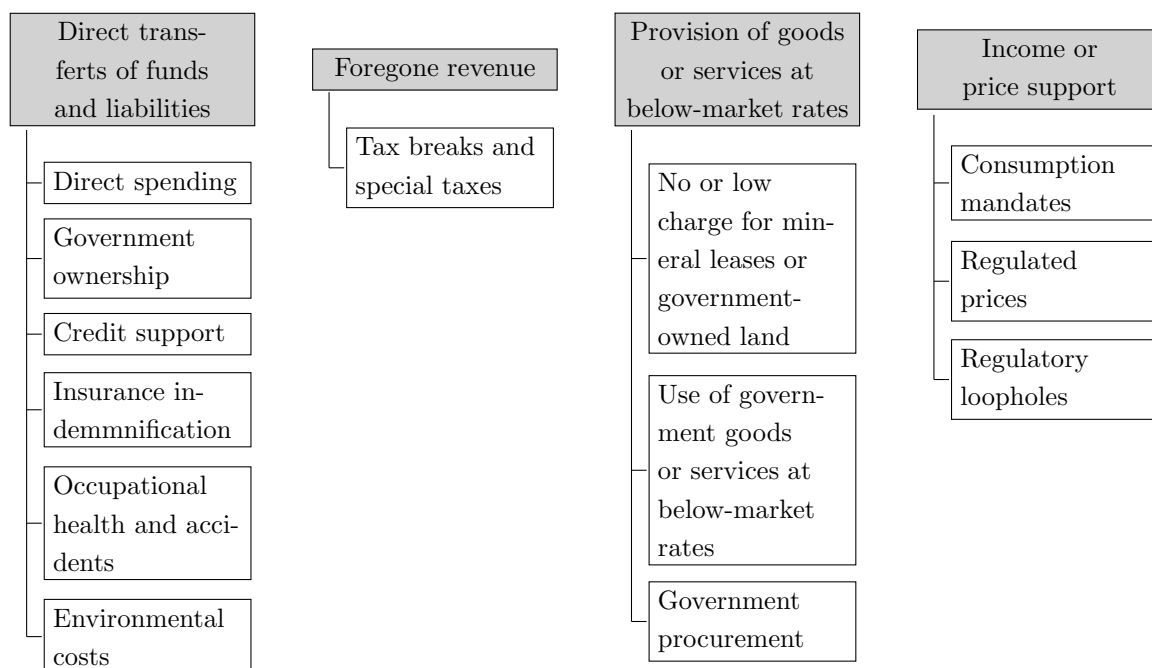 Direct trans-
ferts of funds
and liabilities
Direct spending
Government
ownership
Credit support
Insurance in-
demmnification
Occupational
health and acci-
dents
Environmental
costs
Foregone revenue
Tax breaks and
special taxes
Provision of goods
or services at
below-market rates
No or low
charge for min-
eral leases or
government-
owned land
Use of govern-
ment goods
or services at
below-market
rates
Government
procurement
Income or
price support
Consumption
mandates
Regulated
prices
Regulatory
loopholes